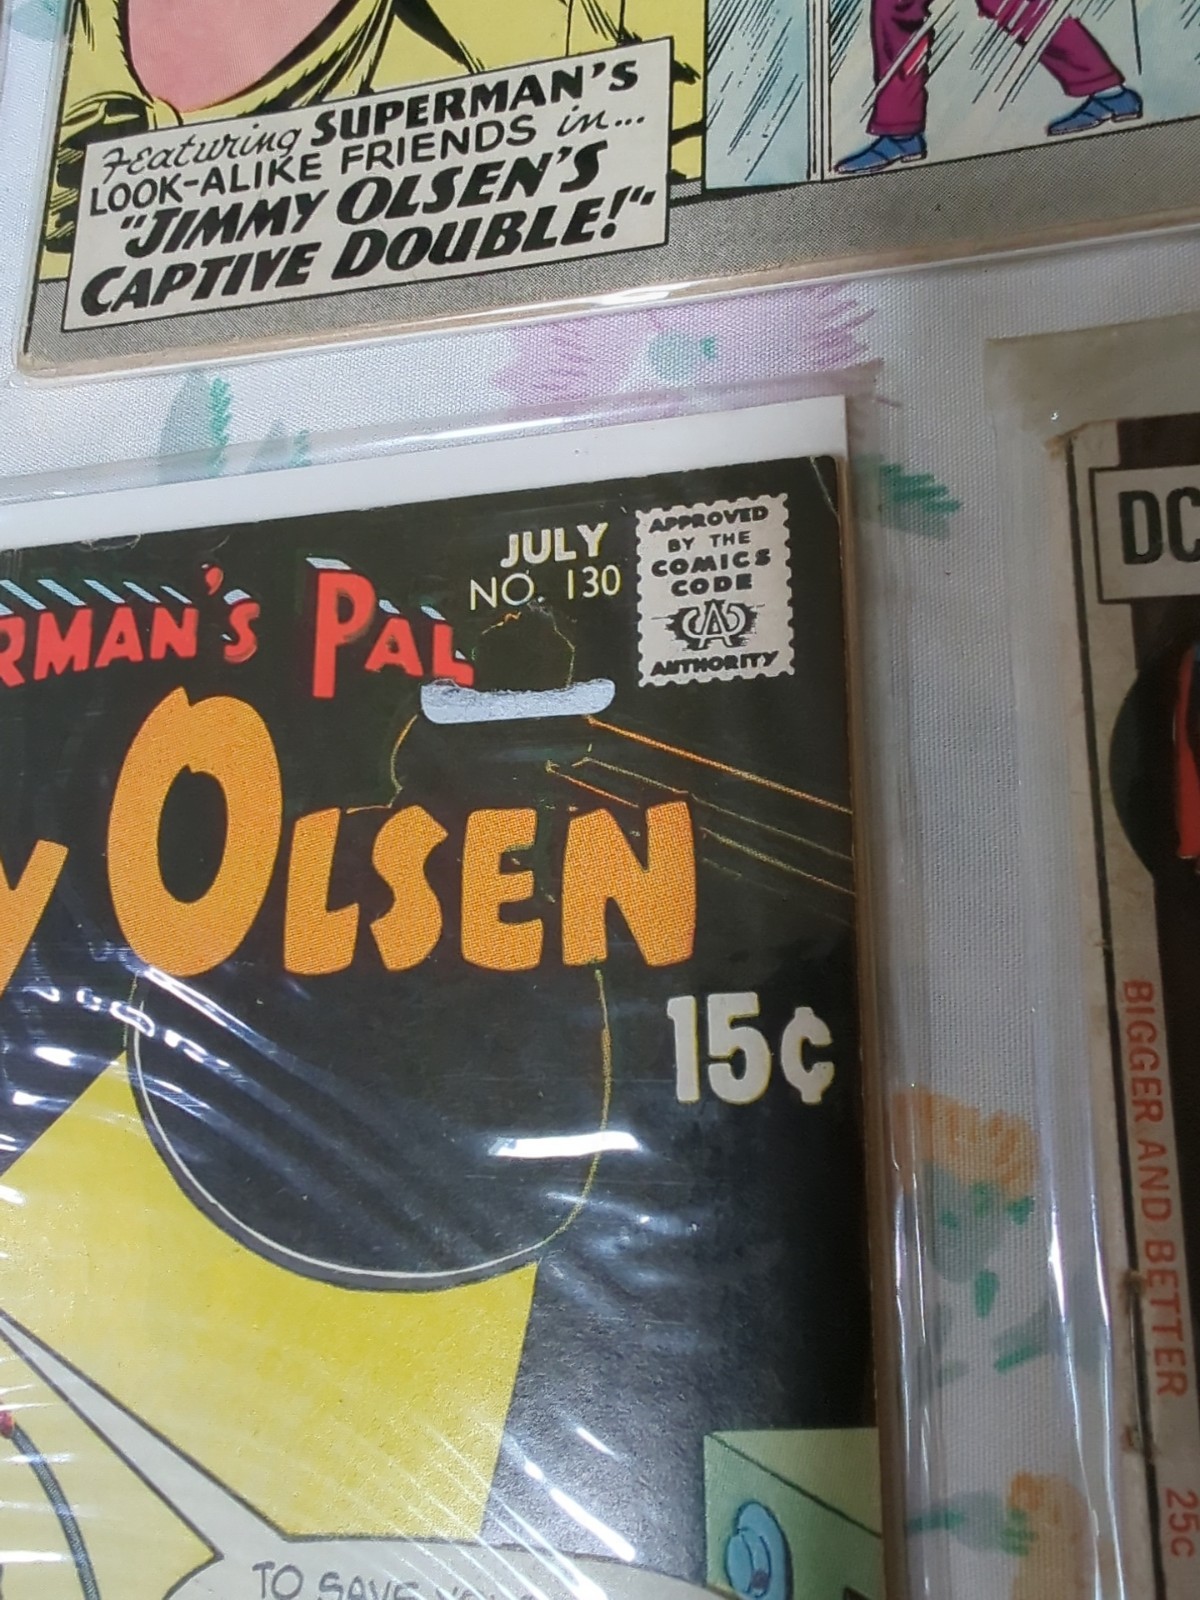 Featuring SUPERMAN'S
LOOK-ALIKE FRIENDS in...
"JIMMY OLSEN'S
CAPTIVE DOUBLE!"
JULY
NO. 130
APPROVED
BY THE
COMICS
CODE
CA
AUTHORITY
RMAN'S PAL
Y OLSEN
15¢
TO SAVE
DC
BIGGER AND BETTER
25¢